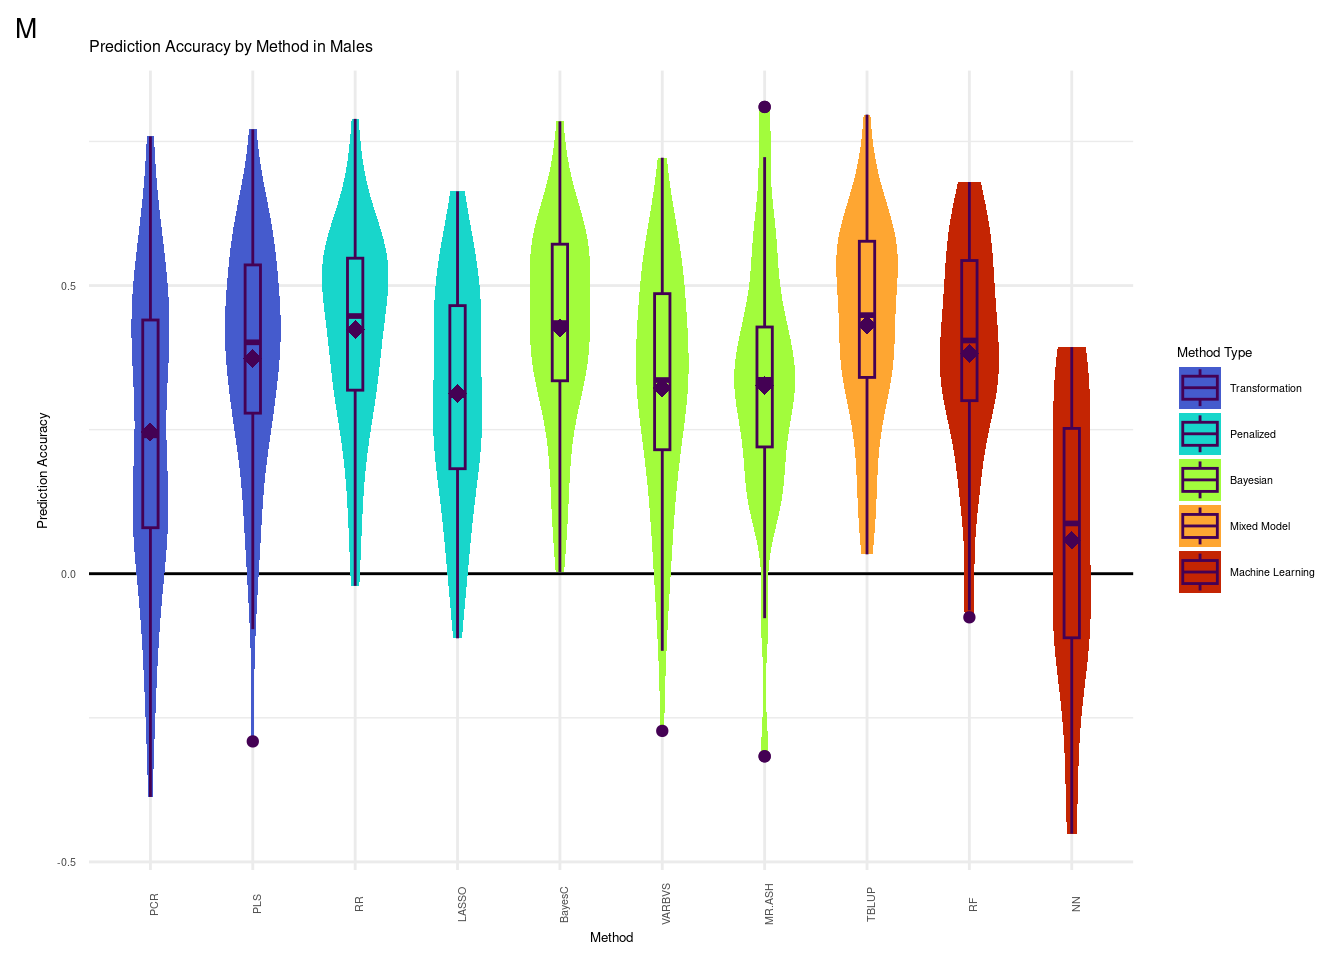 M
Prediction Accuracy by Method in Males
Prediction Accuracy
0.5
0.0
-0.5
PCR
PLS
RR
LASSO
BayesC
VARBVS
MR.ASH
TBLUP
RF
NN
Method
Method Type
Transformation
Penalized
Bayesian
Mixed Model
Machine Learning